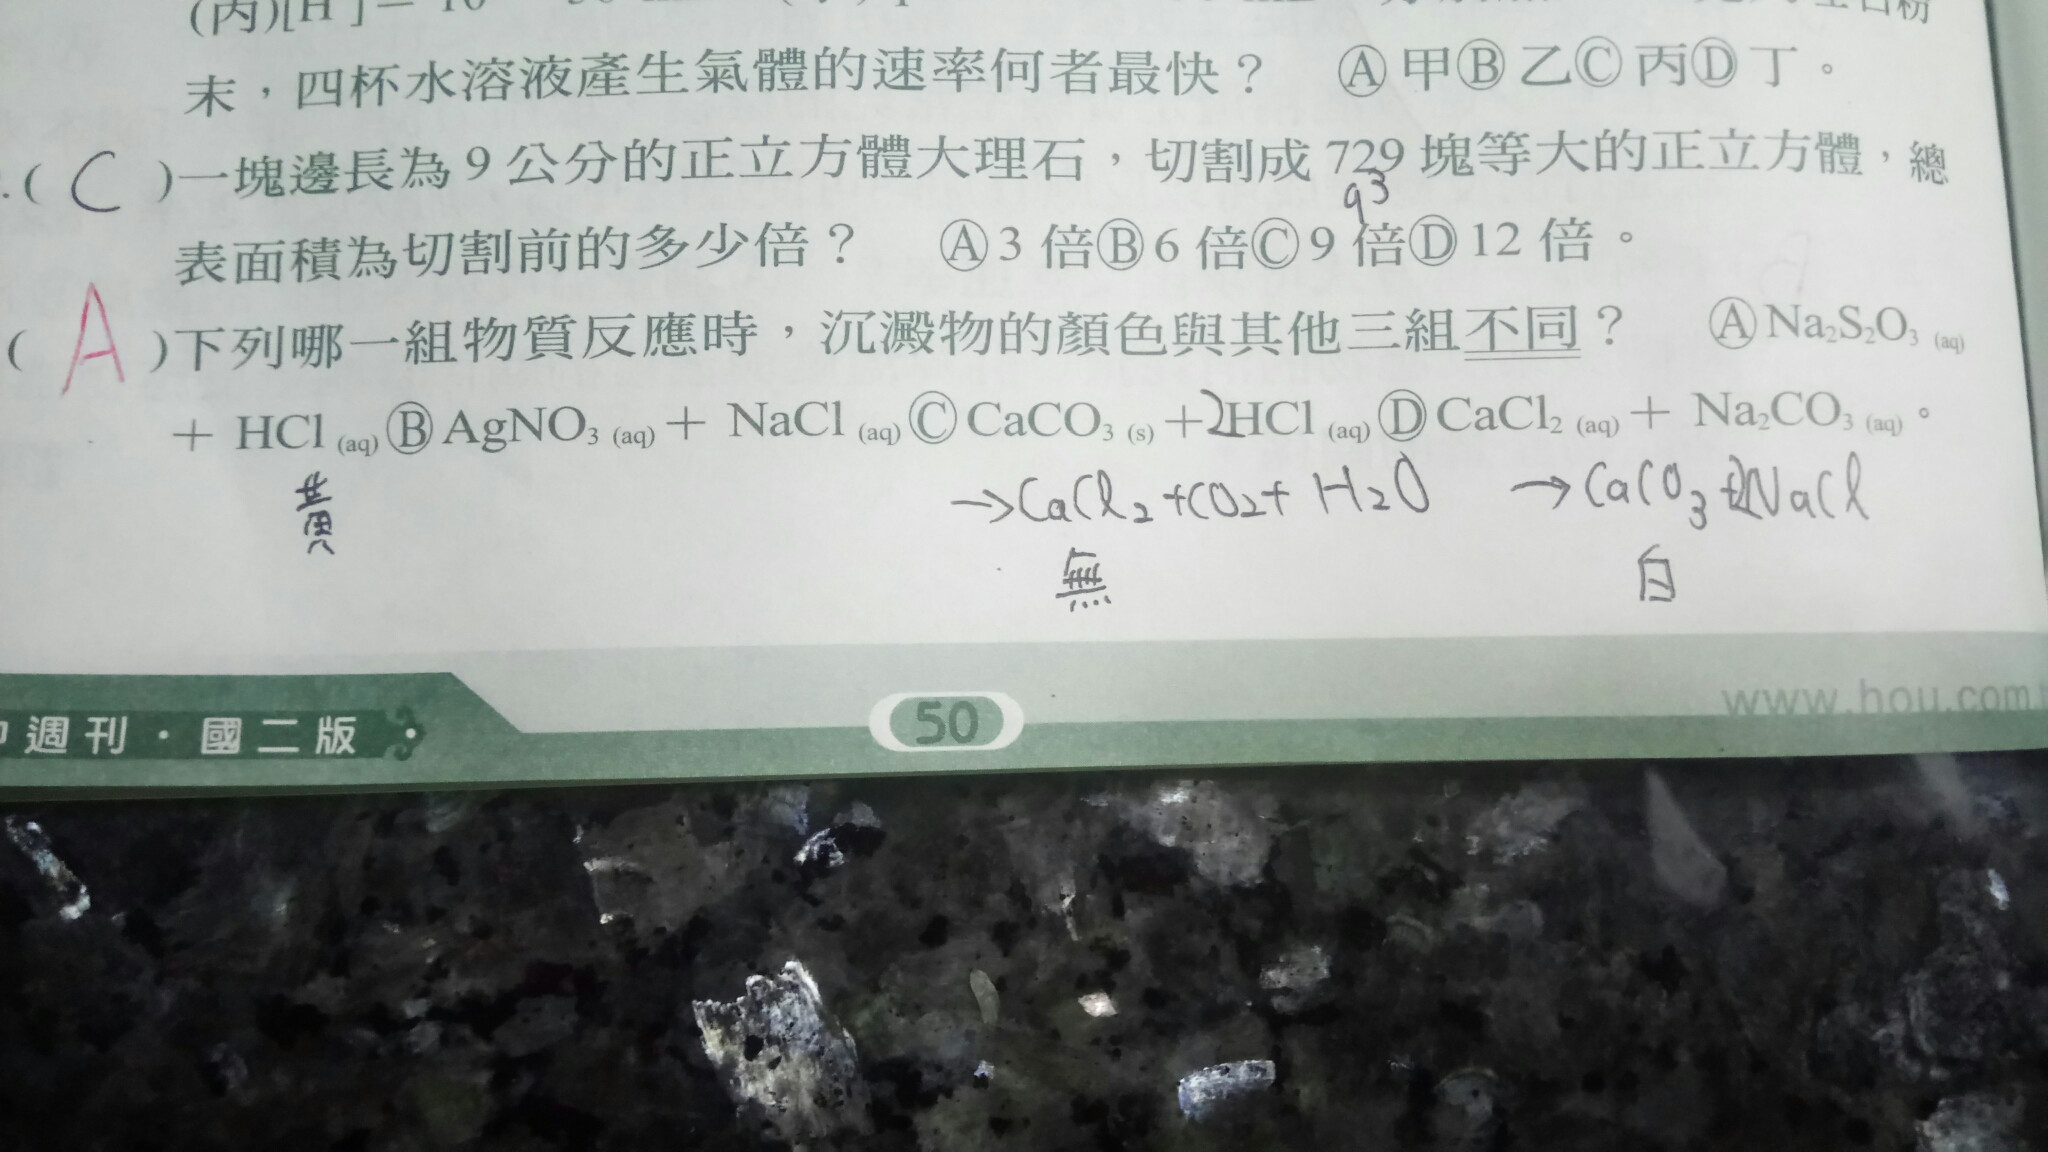 (丙)[H⁺]＝10
末，四杯水溶液產生氣體的速率何者最快？ Ⓐ甲Ⓑ乙Ⓒ丙Ⓓ丁。
.( C )一塊邊長為9公分的正立方體大理石，切割成729塊等大的正立方體，總
9³
表面積為切割前的多少倍？ Ⓐ3倍Ⓑ6倍Ⓒ9倍Ⓓ12倍。
( A )下列哪一組物質反應時，沉澱物的顏色與其他三組不同？ ⒶNa₂S₂O₃ (aq)
＋ HCl (aq) ⒷAgNO₃ (aq)＋ NaCl (aq) ⒸCaCO₃ (s)＋2HCl (aq) ⒹCaCl₂ (aq)＋ Na₂CO₃ (aq)。
黃 →CaCl₂+CO₂+H₂O →CaCO₃+2NaCl
無 白
週刊・國二版・ 50 www.hou.com